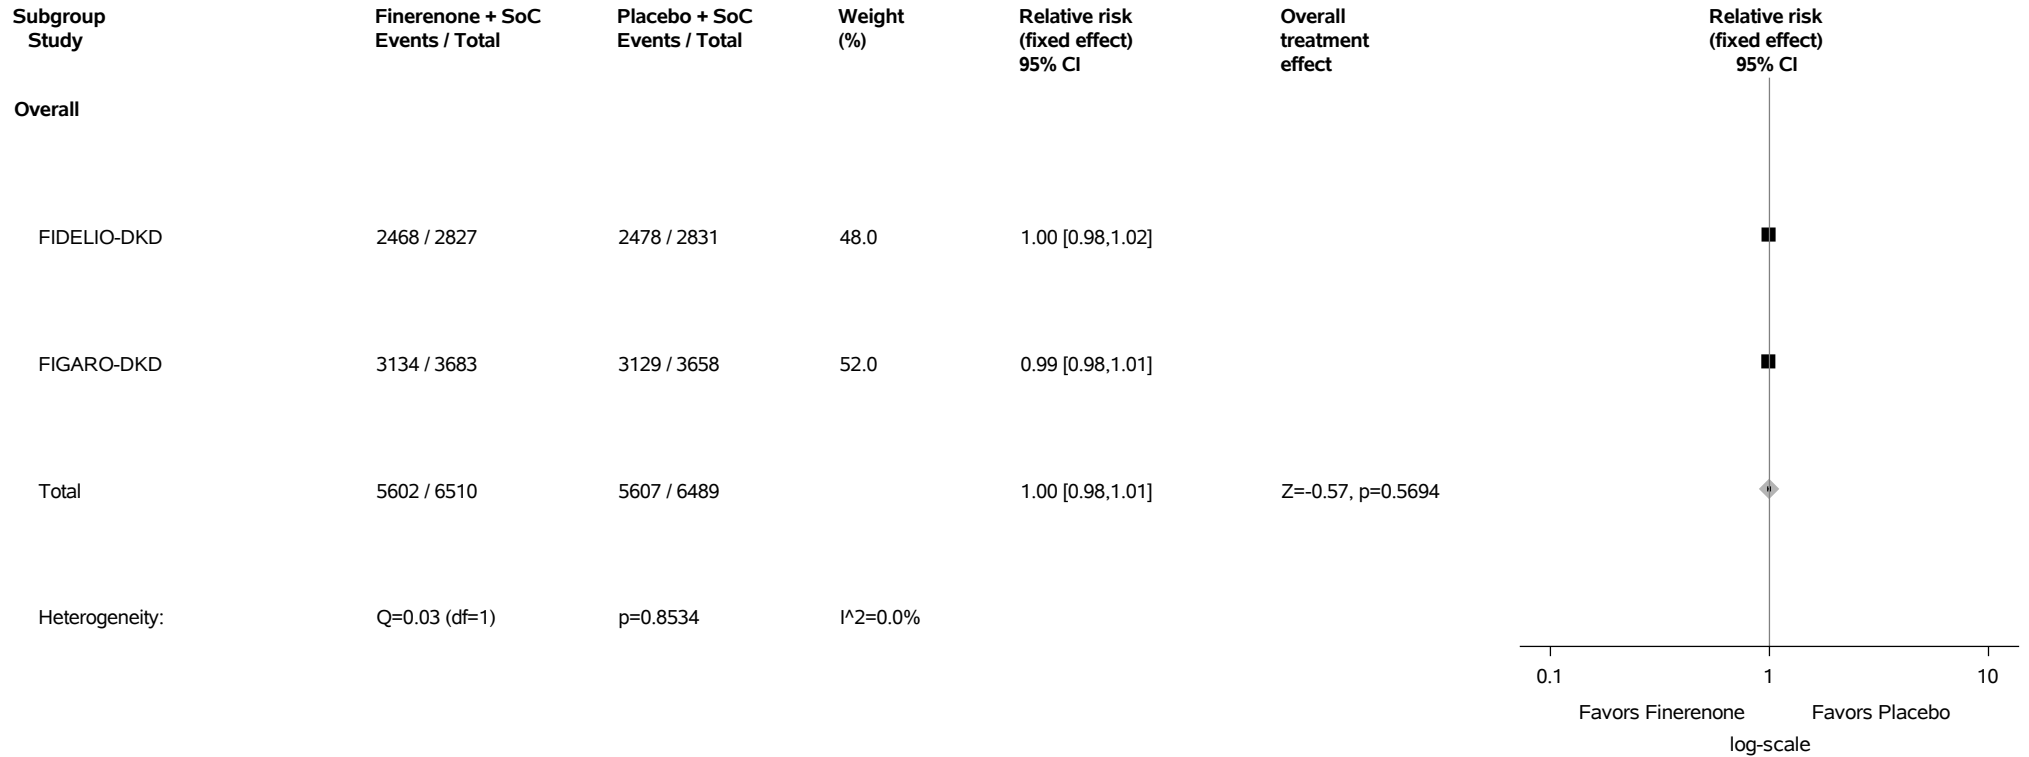 Subgroup Finerenone + SoC Placebo + SoC Weight Relative risk Overall Relative risk
Study Events / Total Events / Total (%) (fixed effect) treatment (fixed effect)
95% CI effect 95% CI
Overall
FIDELIO-DKD 2468 / 2827 2478 / 2831 48.0 1.00 [0.98,1.02]
FIGARO-DKD 3134 / 3683 3129 / 3658 52.0 0.99 [0.98,1.01]
Total 5602 / 6510 5607 / 6489 1.00 [0.98,1.01] Z=-0.57, p=0.5694
Heterogeneity: Q=0.03 (df=1) p=0.8534 I^2=0.0%
0.1 1 10
Favors Finerenone Favors Placebo
log-scale